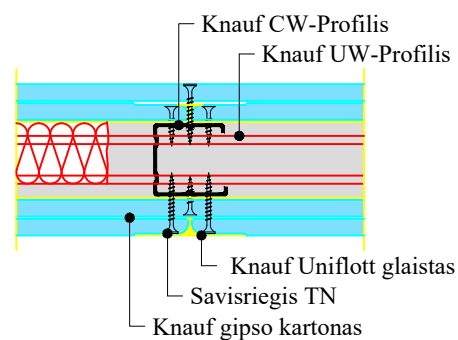 Knauf CW-Profilis
Knauf UW-Profilis
Knauf Uniflott glaistas
Savisriegis TN
Knauf gipso kartonas